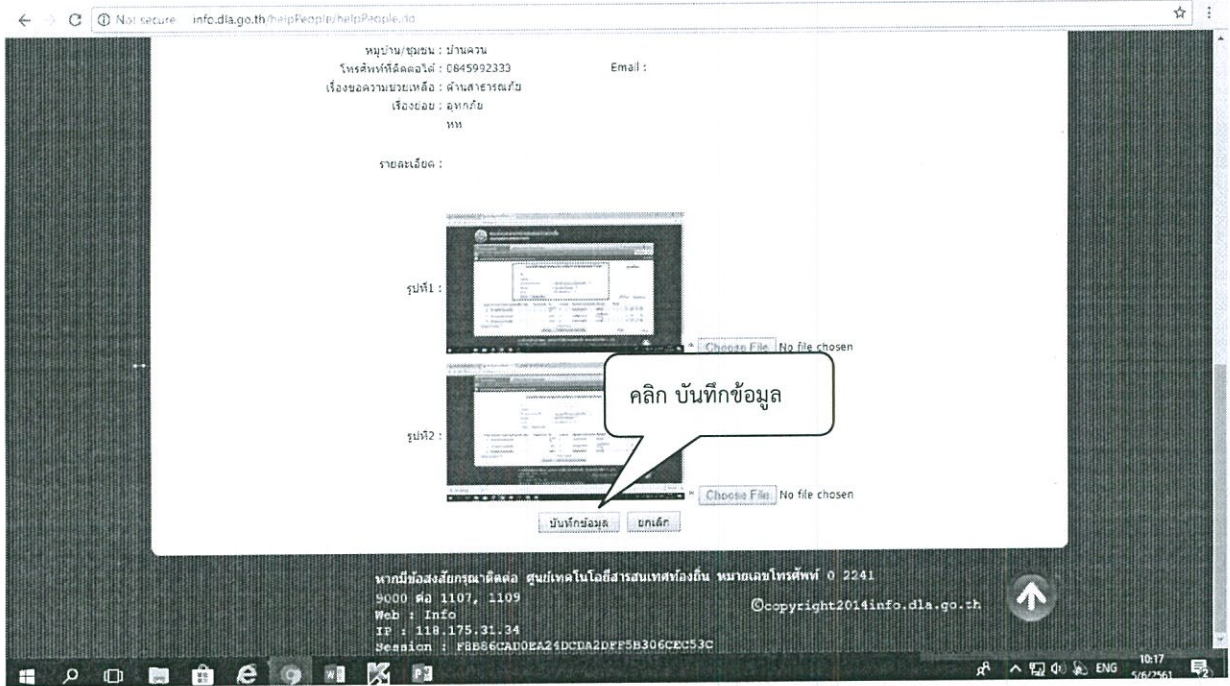 Not secure info.dla.go.th/helpPeople/helpPeople.do
หมู่บ้าน/ชุมชน : บ้านควน
โทรศัพท์ที่ติดต่อได้ : 0845992333 Email :
เรื่องขอความช่วยเหลือ : ด้านสาธารณภัย
เรื่องย่อย : อุทกภัย
หห
รายละเอียด :
รูปที่1 :
* Choose File No file chosen
คลิก บันทึกข้อมูล
รูปที่2 :
* Choose File No file chosen
บันทึกข้อมูล ยกเลิก
หากมีข้อสงสัยกรุณาติดต่อ ศูนย์เทคโนโลยีสารสนเทศท้องถิ่น หมายเลขโทรศัพท์ 0 2241
9000 ต่อ 1107, 1109
©copyright2014info.dla.go.th
Web : Info
IP : 118.175.31.34
Session : F8B86CAD0EA24DCDA2DFF5B306CEC53C
ENG 10:17
5/6/2561